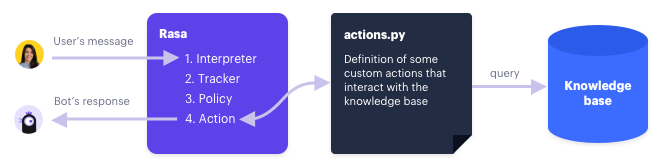 User's message
Bot's response
Rasa
1. Interpreter
2. Tracker
3. Policy
4. Action
actions.py
Definition of some
custom actions that
interact with the
knowledge base
query
Knowledge
base